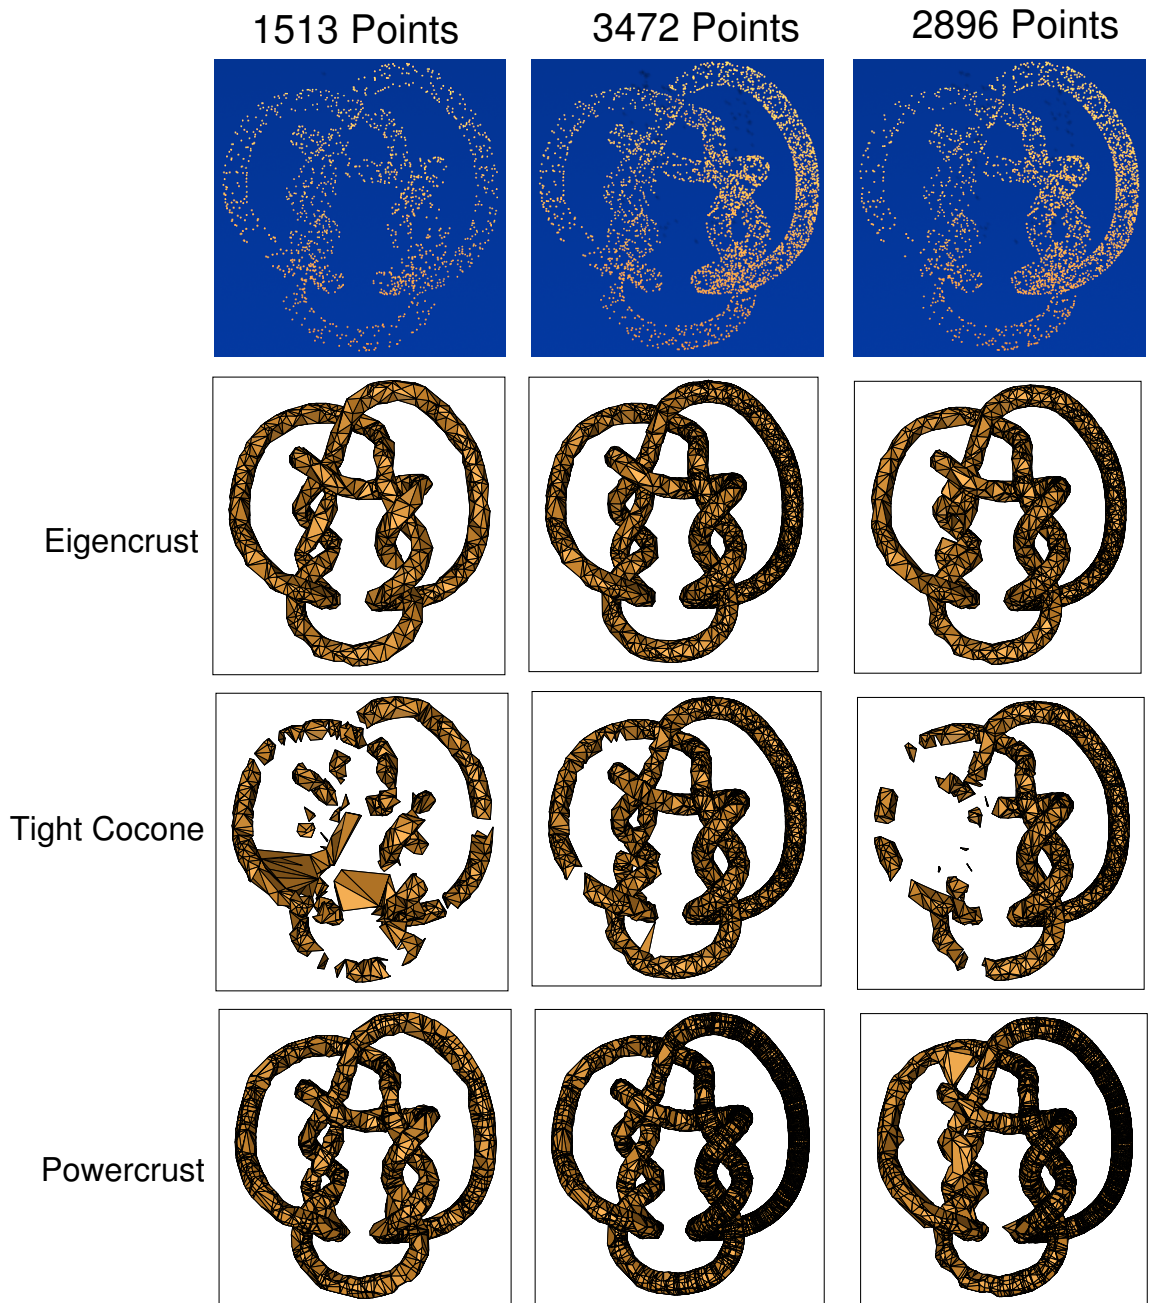 1513 Points
3472 Points
2896 Points
Eigencrust
Tight Cocone
Powercrust